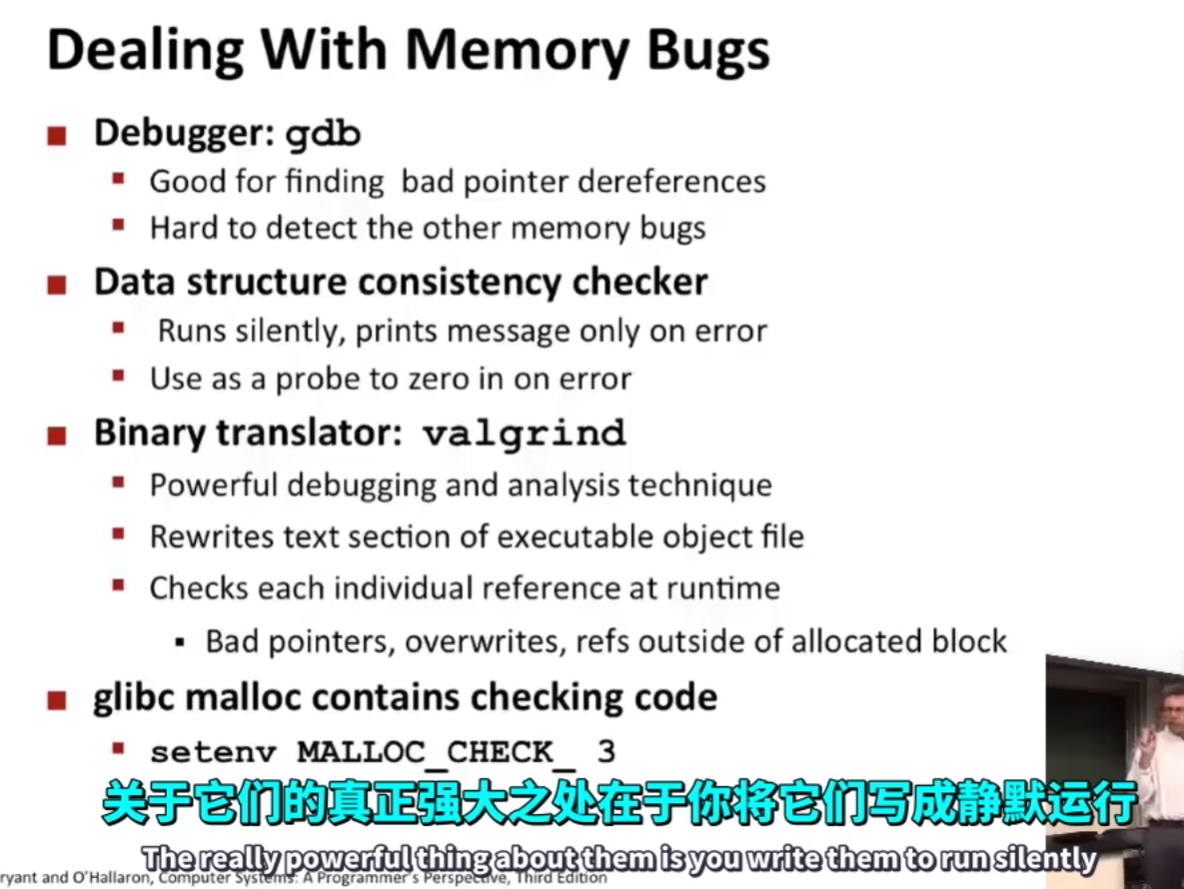 Dealing With Memory Bugs
Debugger: gdb
Good for finding bad pointer dereferences
Hard to detect the other memory bugs
Data structure consistency checker
Runs silently, prints message only on error
Use as a probe to zero in on error
Binary translator: valgrind
Powerful debugging and analysis technique
Rewrites text section of executable object file
Checks each individual reference at runtime
Bad pointers, overwrites, refs outside of allocated block
glibc malloc contains checking code
setenv MALLOC_CHECK_ 3
关于它们的真正强大之处在于你将它们写成静默运行
The really powerful thing about them is you write them to run silently
ryant and O'Hallaron, Computer Systems: A Programmer's Perspective, Third Edition